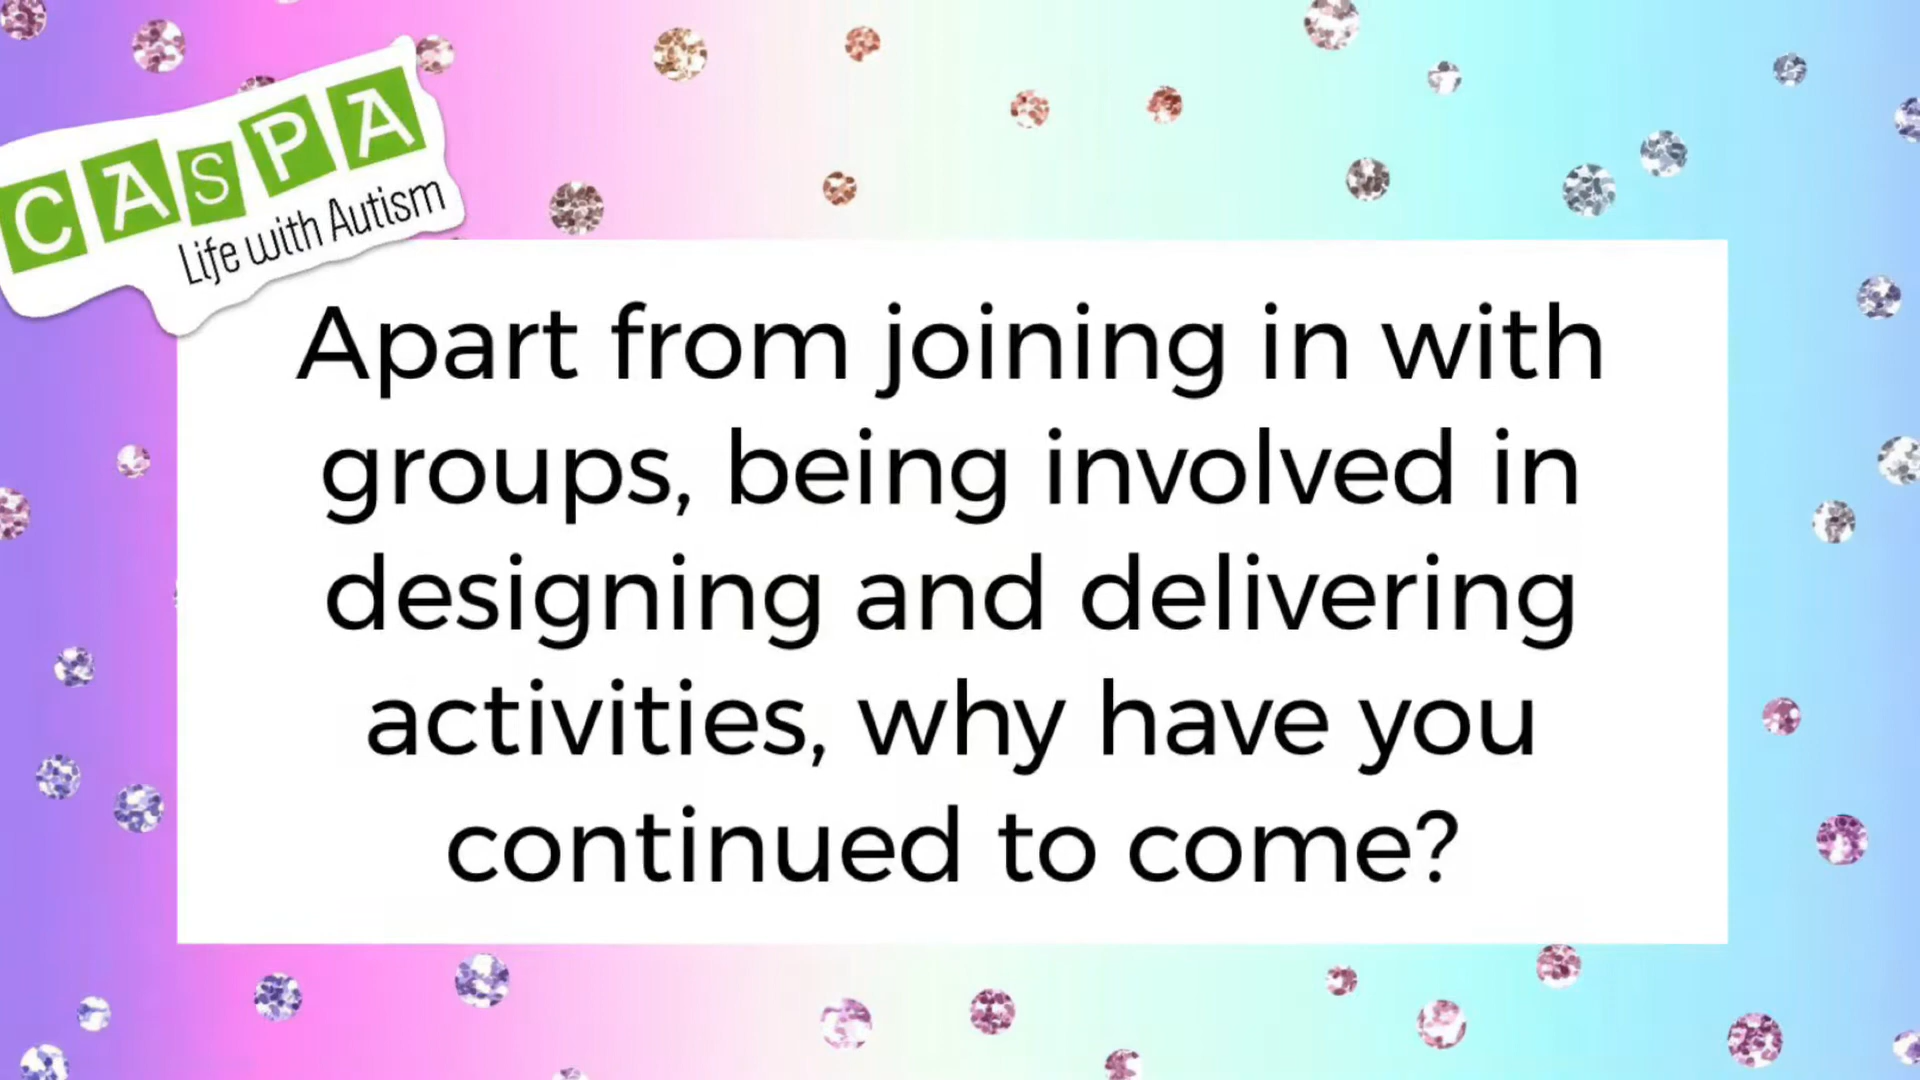 CASPA
Life with Autism
Apart from joining in with
groups, being involved in
designing and delivering
activities, why have you
continued to come?